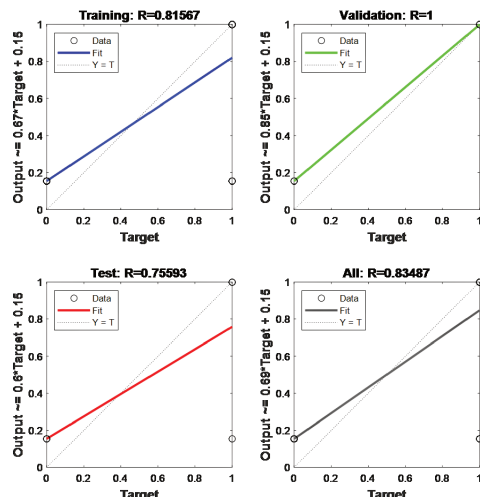 Training: R=0.81567
Output ~= 0.67*Target + 0.15
Data
Fit
Y = T
1
0.8
0.6
0.4
0.2
0
0 0.2 0.4 0.6 0.8 1
Target
Validation: R=1
Output ~= 0.85*Target + 0.15
Data
Fit
Y = T
1
0.8
0.6
0.4
0.2
0
0 0.2 0.4 0.6 0.8 1
Target
Test: R=0.75593
Output ~= 0.6*Target + 0.15
Data
Fit
Y = T
1
0.8
0.6
0.4
0.2
0
0 0.2 0.4 0.6 0.8 1
Target
All: R=0.83487
Output ~= 0.69*Target + 0.15
Data
Fit
Y = T
1
0.8
0.6
0.4
0.2
0
0 0.2 0.4 0.6 0.8 1
Target